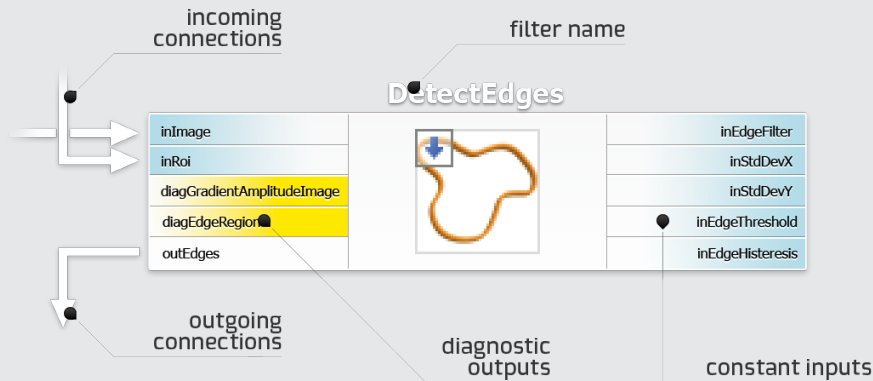 incoming
connections
filter name
DetectEdges
inImage
inRoi
diagGradientAmplitudeImage
diagEdgeRegion
outEdges
inEdgeFilter
inStdDevX
inStdDevY
inEdgeThreshold
inEdgeHisteresis
outgoing
connections
diagnostic
outputs
constant inputs